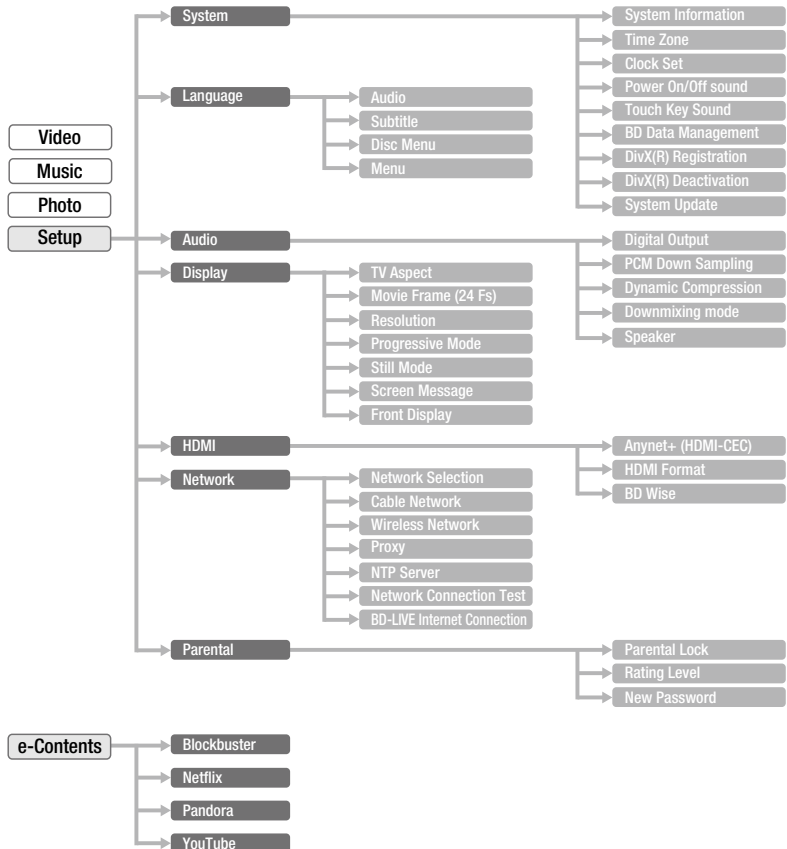 Video
Music
Photo
Setup
System
System Information
Time Zone
Clock Set
Power On/Off sound
Touch Key Sound
BD Data Management
DivX(R) Registration
DivX(R) Deactivation
System Update
Language
Audio
Subtitle
Disc Menu
Menu
Audio
Digital Output
PCM Down Sampling
Dynamic Compression
Downmixing mode
Speaker
Display
TV Aspect
Movie Frame (24 Fs)
Resolution
Progressive Mode
Still Mode
Screen Message
Front Display
HDMI
Anynet+ (HDMI-CEC)
HDMI Format
BD Wise
Network
Network Selection
Cable Network
Wireless Network
Proxy
NTP Server
Network Connection Test
BD-LIVE Internet Connection
Parental
Parental Lock
Rating Level
New Password
e-Contents
Blockbuster
Netflix
Pandora
YouTube